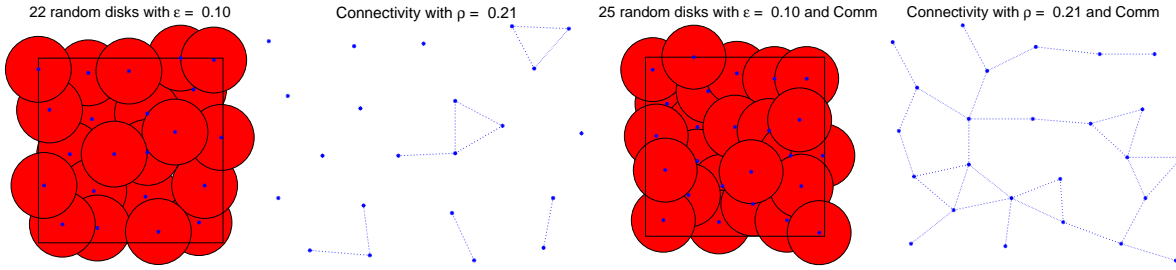 22 random disks with ε = 0.10
Connectivity with ρ = 0.21
25 random disks with ε = 0.10 and Comm
Connectivity with ρ = 0.21 and Comm